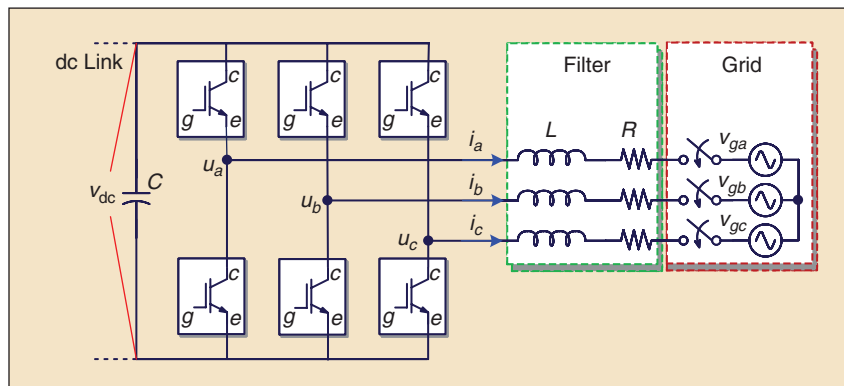 dc Link
Filter
Grid
c
c
c
g
e
g
e
g
e
i_a
L
R
v_ga
u_a
v_dc
C
i_b
v_gb
u_b
i_c
v_gc
u_c
c
c
c
g
e
g
e
g
e